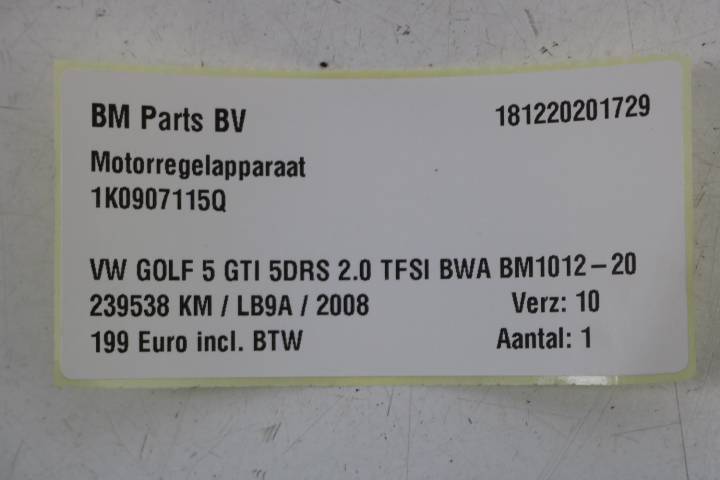 BM Parts BV 181220201729
Motorregelapparaat
1K0907115Q
VW GOLF 5 GTI 5DRS 2.0 TFSI BWA BM1012-20
239538 KM / LB9A / 2008 Verz: 10
199 Euro incl. BTW Aantal: 1